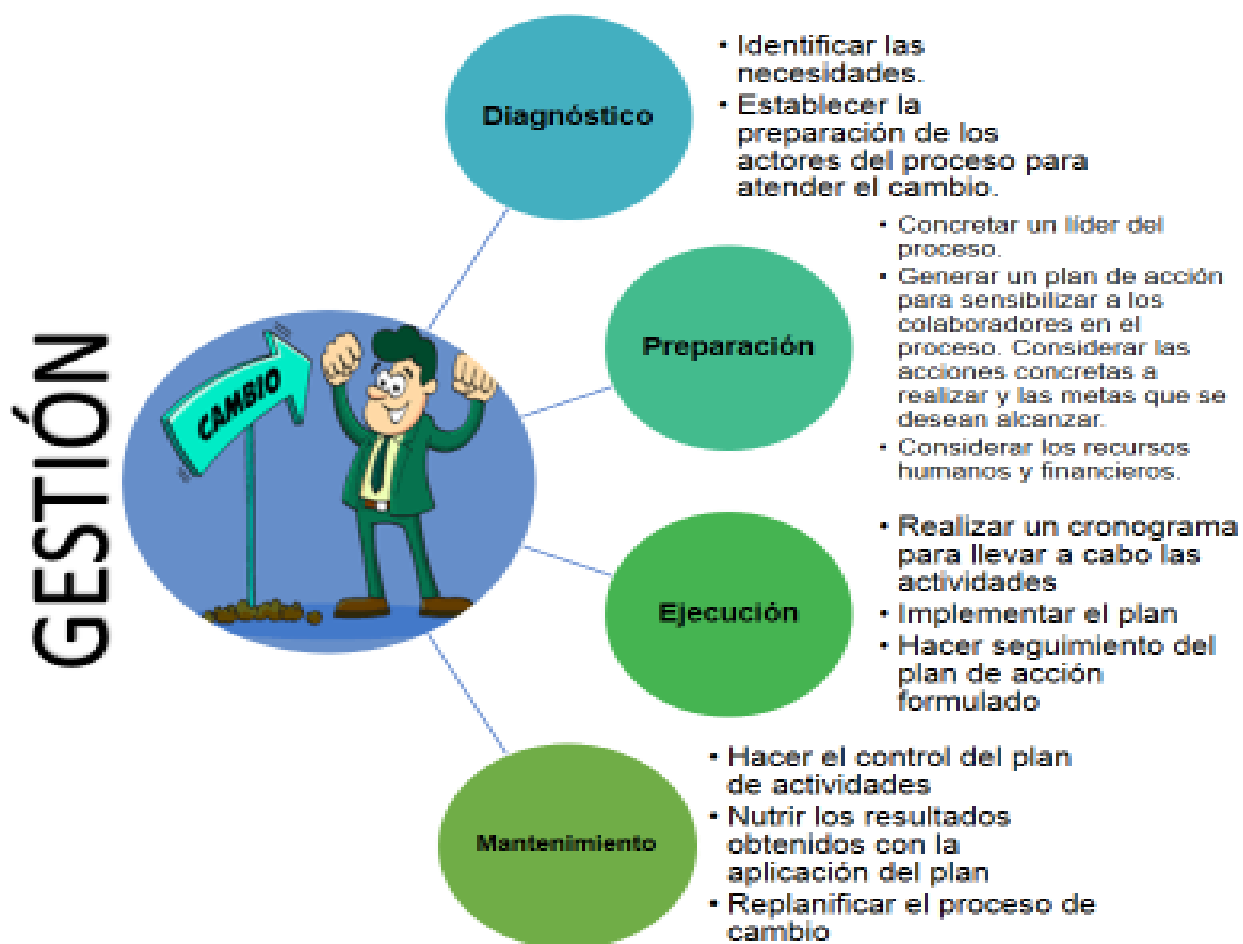 GESTIÓN
CAMBIO
Diagnóstico
• Identificar las
necesidades.
• Establecer la
preparación de los
actores del proceso para
atender el cambio.
Preparación
• Concretar un líder del
proceso.
• Generar un plan de acción
para sensibilizar a los
colaboradores en el
proceso. Considerar las
acciones concretas a
realizar y las metas que se
desean alcanzar.
• Considerar los recursos
humanos y financieros.
Ejecución
• Realizar un cronograma
para llevar a cabo las
actividades
• Implementar el plan
• Hacer seguimiento del
plan de acción
formulado
Mantenimiento
• Hacer el control del plan
de actividades
• Nutrir los resultados
obtenidos con la
aplicación del plan
• Replanificar el proceso de
cambio